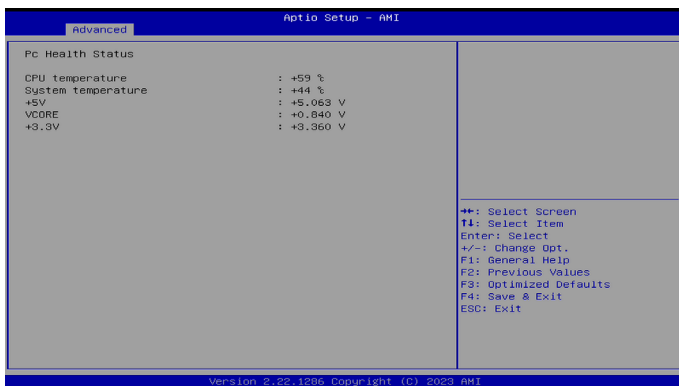 Aptio Setup - AMI
Advanced
Pc Health Status
CPU temperature : +59 ℃
System temperature : +44 ℃
+5V : +5.063 V
VCORE : +0.840 V
+3.3V : +3.360 V
→←: Select Screen
↑↓: Select Item
Enter: Select
+/-: Change Opt.
F1: General Help
F2: Previous Values
F3: Optimized Defaults
F4: Save & Exit
ESC: Exit
Version 2.22.1286 Copyright (C) 2023 AMI